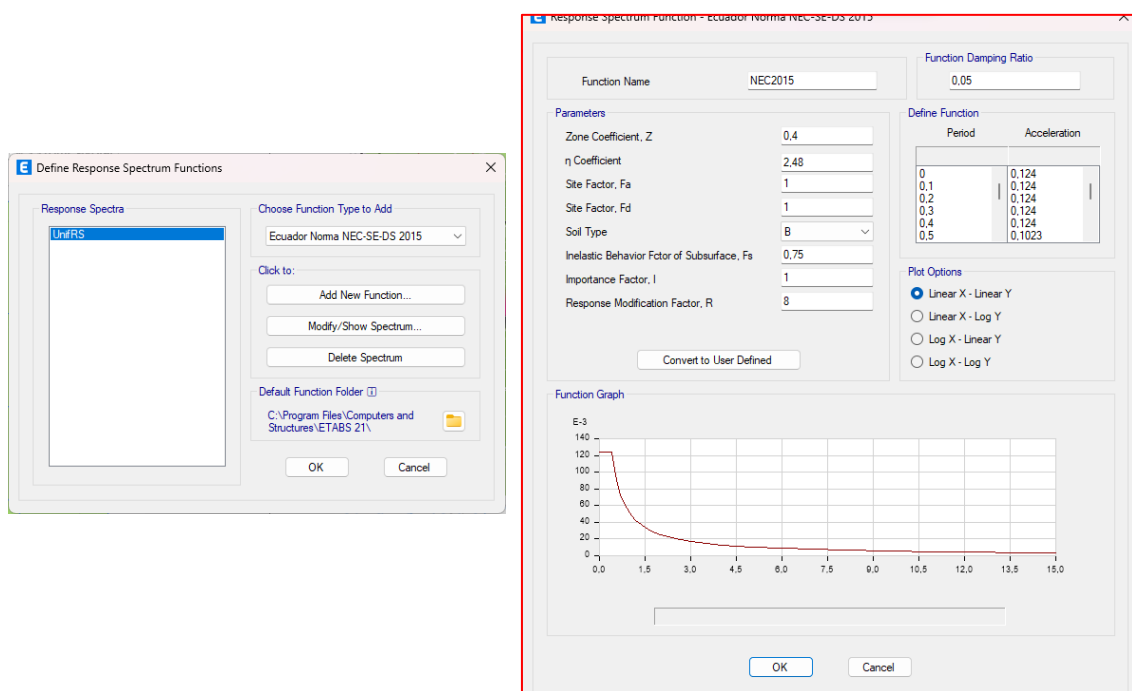 Define Response Spectrum Functions
Response Spectra
UnifRS
Choose Function Type to Add
Ecuador Norma NEC-SE-DS 2015
Click to:
Add New Function...
Modify/Show Spectrum...
Delete Spectrum
Default Function Folder
C:\Program Files\Computers and
Structures\ETABS 21\
OK Cancel
Response Spectrum Function - Ecuador Norma NEC-SE-DS 2015
Function Name NEC2015
Function Damping Ratio
0,05
Parameters
Zone Coefficient, Z 0,4
η Coefficient 2,48
Site Factor, Fa 1
Site Factor, Fd 1
Soil Type B
Inelastic Behavior Fctor of Subsurface, Fs 0,75
Importance Factor, I 1
Response Modification Factor, R 8
Convert to User Defined
Define Function
Period Acceleration
0 0,124
0,1 0,124
0,2 0,124
0,3 0,124
0,4 0,124
0,5 0,1023
Plot Options
Linear X - Linear Y
Linear X - Log Y
Log X - Linear Y
Log X - Log Y
Function Graph
E-3
140
120
100
80
60
40
20
0
0,0 1,5 3,0 4,5 6,0 7,5 9,0 10,5 12,0 13,5 15,0
OK Cancel